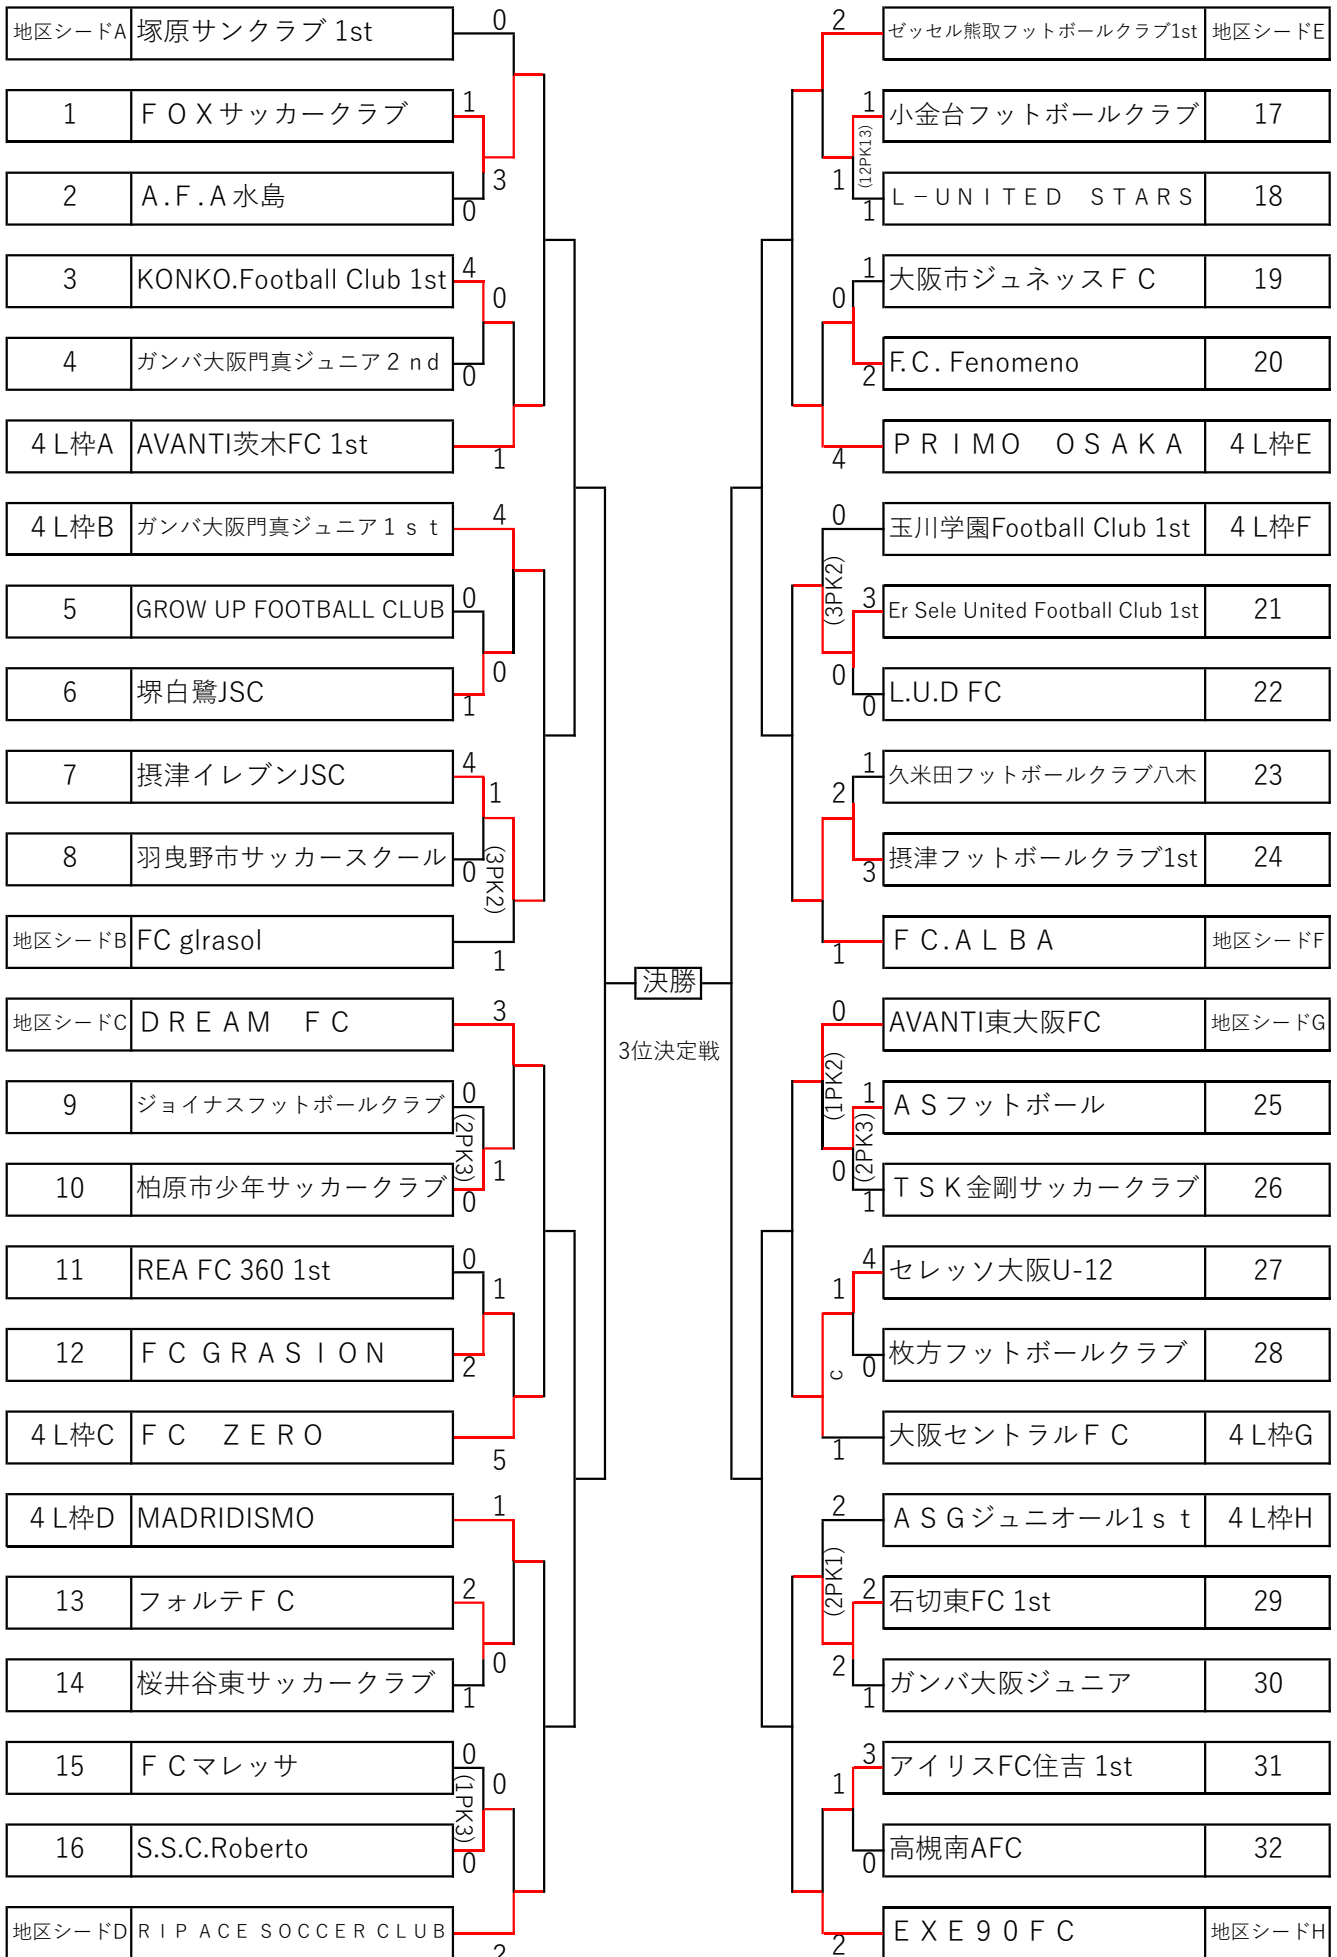 地区シードA 塚原サンクラブ 1st 0
1 ＦＯＸサッカークラブ 1
3
2 A.Ｆ.Ａ水島 0
3 KONKO.Football Club 1st 4
0
4 ガンバ大阪門真ジュニア２ｎｄ 0
4Ｌ枠A AVANTI茨木FC 1st 1
4Ｌ枠B ガンバ大阪門真ジュニア１ｓｔ 4
5 GROW UP FOOTBALL CLUB 0
0
6 堺白鷺JSC 1
7 摂津イレブンJSC 4
1
8 羽曳野市サッカースクール 0
(3PK2)
地区シードB FC glrasol 1
地区シードC ＤＲＥＡＭ　ＦＣ 3
9 ジョイナスフットボールクラブ 0
(2PK3)
1
10 柏原市少年サッカークラブ 0
11 REA FC 360 1st 0
1
12 ＦＣＧＲＡＳＩＯＮ 2
4Ｌ枠C ＦＣ　ＺＥＲＯ 5
4Ｌ枠D MADRIDISMO 1
13 フォルテＦＣ 2
0
14 桜井谷東サッカークラブ 1
15 ＦＣマレッサ 0
(1PK3)
0
16 S.S.C.Roberto 0
地区シードD ＲＩＰ ＡＣＥ ＳＯＣＣＥＲ ＣＬＵＢ 2
決勝
3位決定戦
2 ゼッセル熊取フットボールクラブ1st 地区シードE
1 小金台フットボールクラブ 17
(12PK13)
1
1 Ｌ−ＵＮＩＴＥＤ　ＳＴＡＲＳ 18
1 大阪市ジュネッスＦＣ 19
0
2 F.C. Fenomeno 20
4 ＰＲＩＭＯ　ＯＳＡＫＡ 4Ｌ枠E
0 玉川学園Football Club 1st 4Ｌ枠F
(3PK2)
3 Er Sele United Football Club 1st 21
0
0 L.U.D FC 22
1 久米田フットボールクラブ八木 23
2
3 摂津フットボールクラブ1st 24
1 ＦＣ.ＡＬＢＡ 地区シードF
0 AVANTI東大阪FC 地区シードG
(1PK2)
1 ＡＳフットボール 25
(2PK3)
0
1 ＴＳＫ金剛サッカークラブ 26
4 セレッソ大阪U-12 27
1
0 枚方フットボールクラブ 28
c
1 大阪セントラルＦＣ 4Ｌ枠G
2 ＡＳＧジュニオール1ｓｔ 4Ｌ枠H
(2PK1)
2 石切東FC 1st 29
2
1 ガンバ大阪ジュニア 30
3 アイリスFC住吉 1st 31
1
0 高槻南AFC 32
2 ＥＸＥ９０ＦＣ 地区シードH